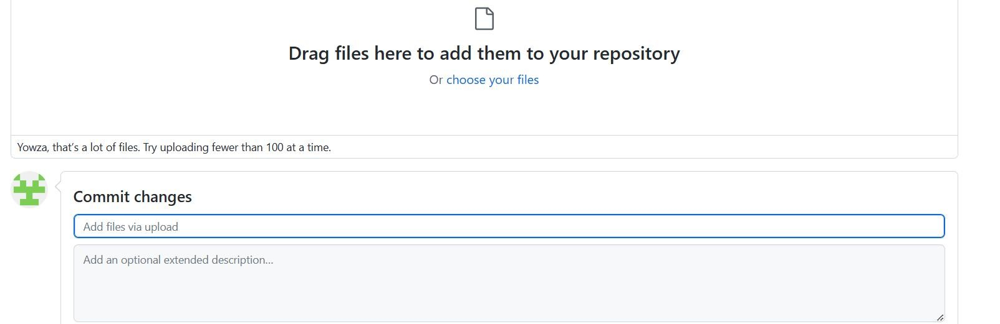 Drag files here to add them to your repository
Or choose your files
Yowza, that’s a lot of files. Try uploading fewer than 100 at a time.
Commit changes
Add files via upload
Add an optional extended description...